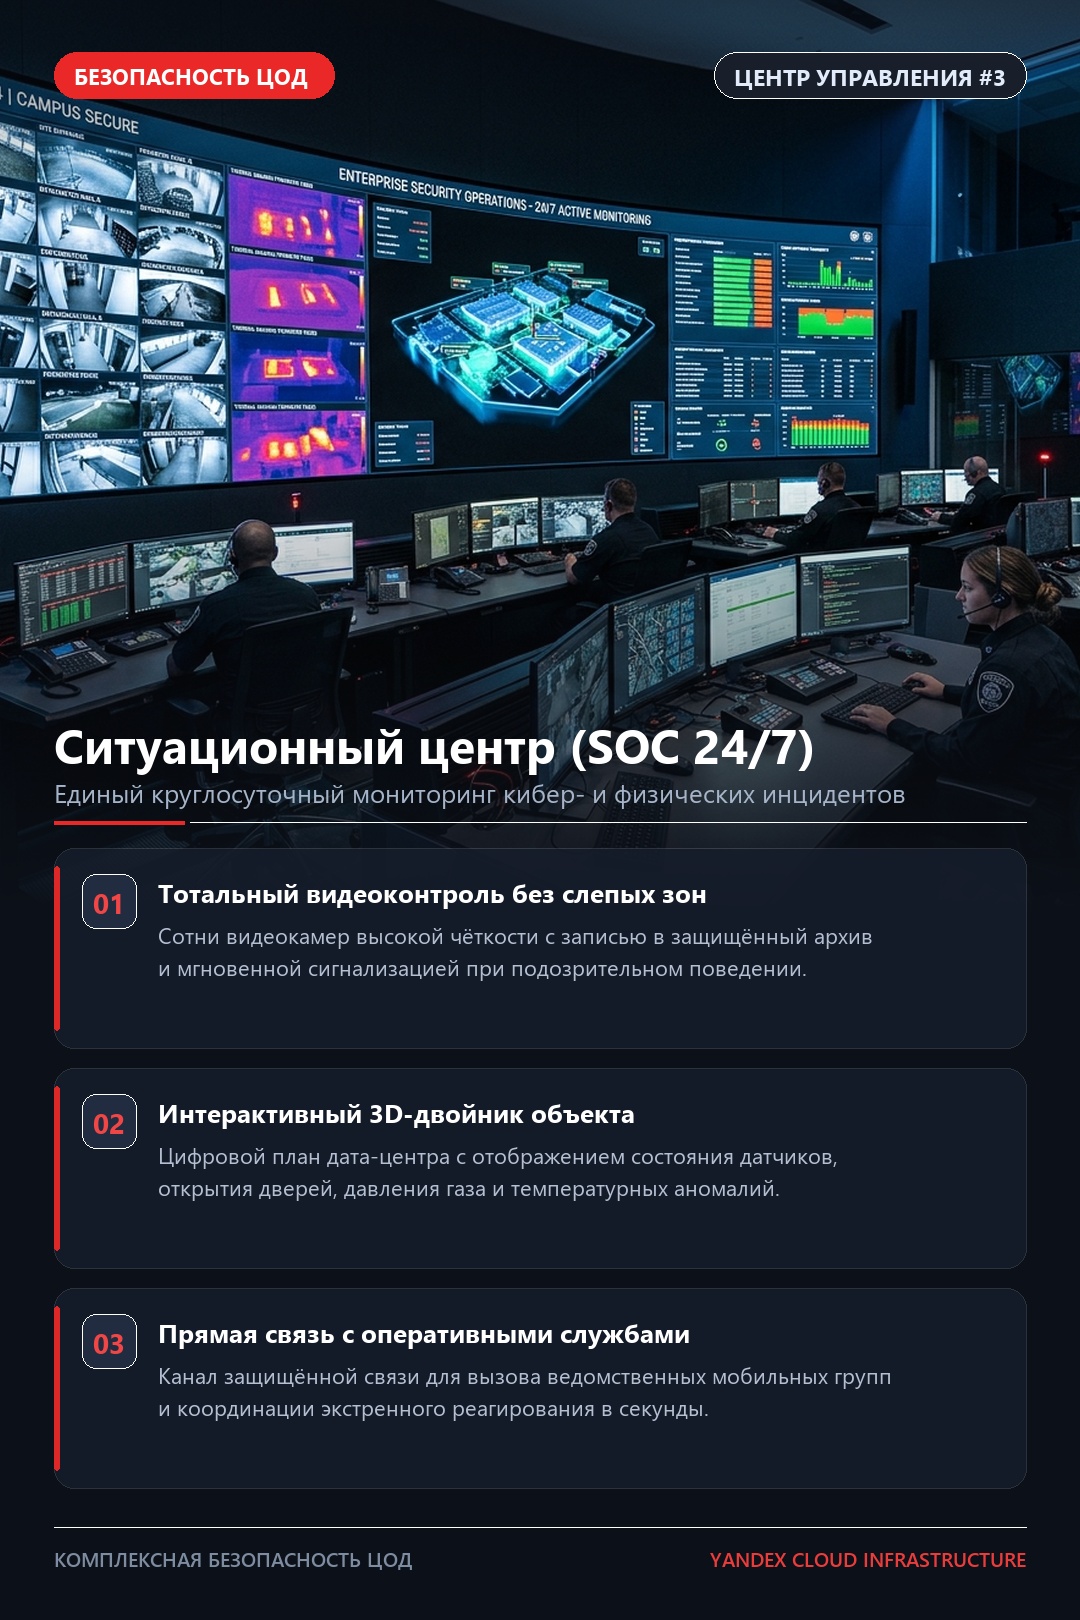 БЕЗОПАСНОСТЬ ЦОД
ЦЕНТР УПРАВЛЕНИЯ #3
| CAMPUS SECURE
ENTERPRISE SECURITY GPERATIONS - 24/7 ACTIVE MONITORING
Ситуационный центр (SOC 24/7)
Единый круглосуточный мониторинг кибер- и физических инцидентов
01
Тотальный видеоконтроль без слепых зон
Сотни видеокамер высокой чёткости с записью в защищённый архив
и мгновенной сигнализацией при подозрительном поведении.
02
Интерактивный 3D-двойник объекта
Цифровой план дата-центра с отображением состояния датчиков,
открытия дверей, давления газа и температурных аномалий.
03
Прямая связь с оперативными службами
Канал защищённой связи для вызова ведомственных мобильных групп
и координации экстренного реагирования в секунды.
КОМПЛЕКСНАЯ БЕЗОПАСНОСТЬ ЦОД
YANDEX CLOUD INFRASTRUCTURE